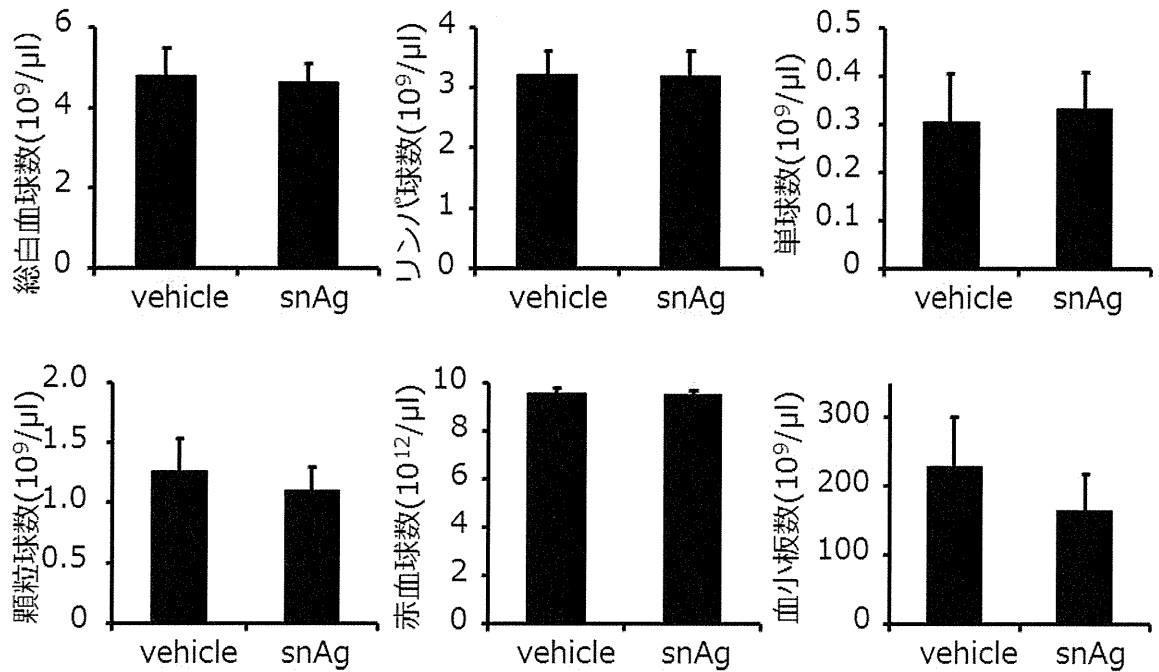 総白血球数(10⁹/μl)
6
4
2
0
vehicle
snAg
リンパ球数(10⁹/μl)
4
3
2
1
0
vehicle
snAg
単球数(10⁹/μl)
0.5
0.4
0.3
0.2
0.1
0
vehicle
snAg
顆粒球数(10⁹/μl)
2.0
1.5
1.0
0.5
0
vehicle
snAg
赤血球数(10¹²/μl)
10
8
6
4
2
0
vehicle
snAg
血小板数(10⁹/μl)
300
200
100
0
vehicle
snAg